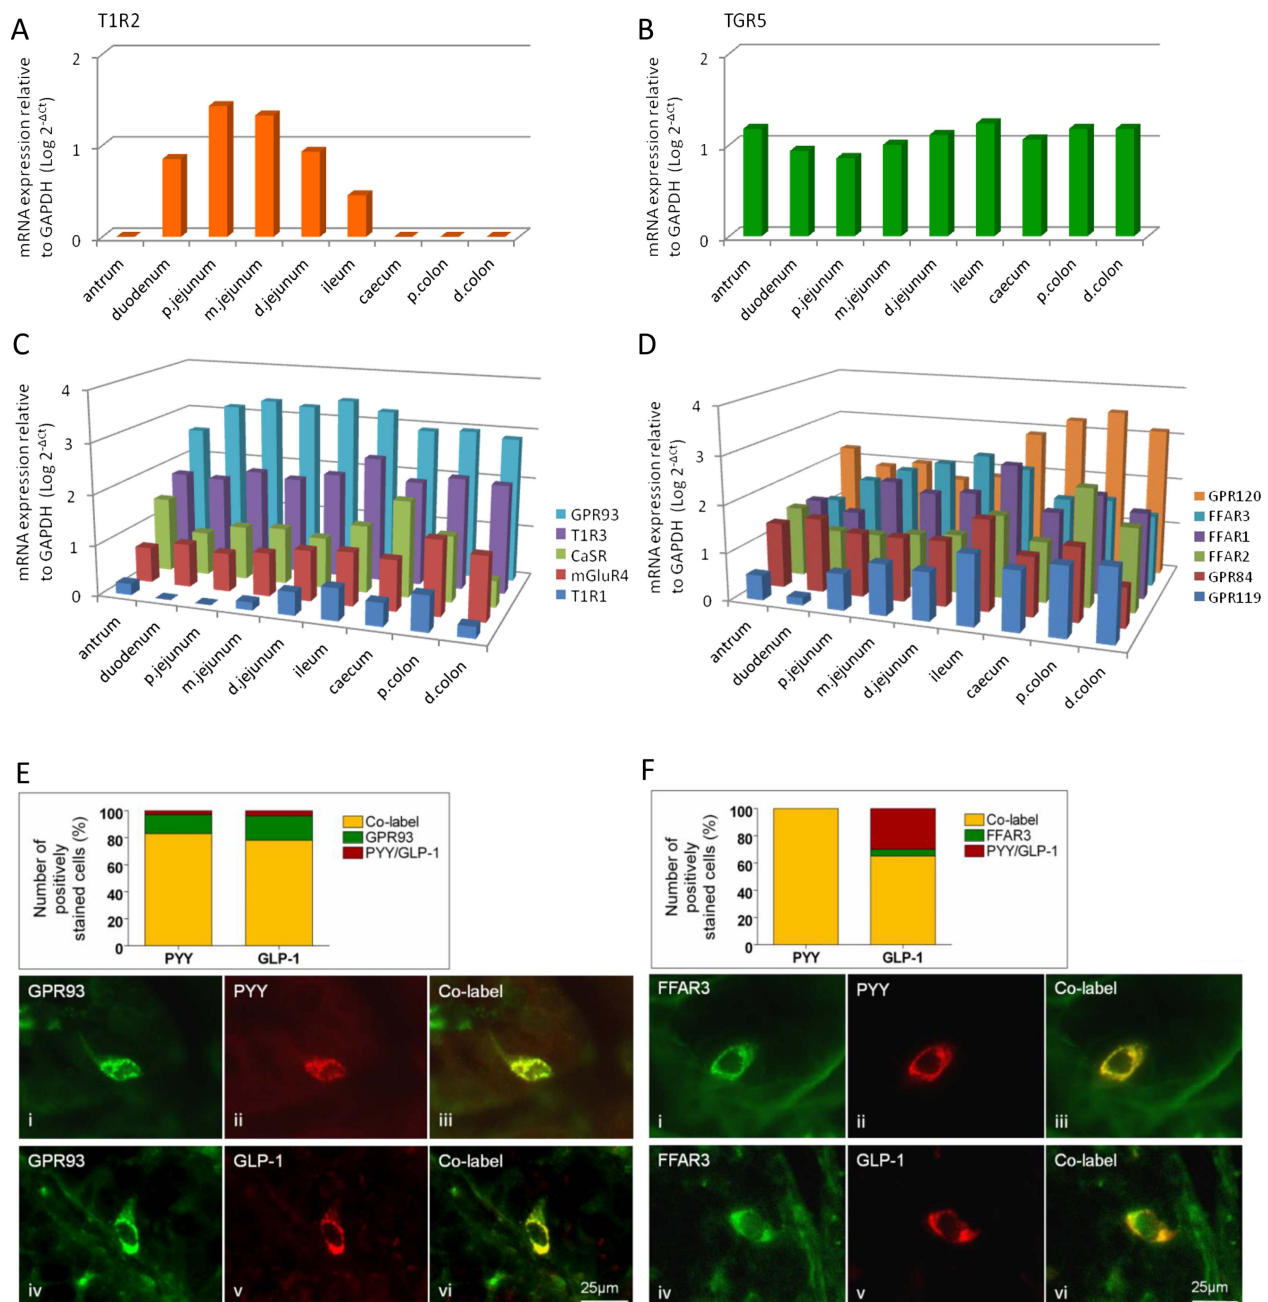 A
T1R2
mRNA expression relative
to GAPDH (Log 2-ΔCt)
2
1
0
antrum
duodenum
p.jejunum
m.jejunum
d.jejunum
ileum
caecum
p.colon
d.colon
B
TGR5
mRNA expression relative
to GAPDH (Log 2-ΔCt)
2
1
0
antrum
duodenum
p.jejunum
m.jejunum
d.jejunum
ileum
caecum
p.colon
d.colon
C
mRNA expression relative
to GAPDH (Log 2-ΔCt)
4
3
2
1
0
antrum
duodenum
p.jejunum
m.jejunum
d.jejunum
ileum
caecum
p.colon
d.colon
GPR93
T1R3
CaSR
mGluR4
T1R1
D
mRNA expression relative
to GAPDH (Log 2-ΔCt)
4
3
2
1
0
antrum
duodenum
p.jejunum
m.jejunum
d.jejunum
ileum
caecum
p.colon
d.colon
GPR120
FFAR3
FFAR1
FFAR2
GPR84
GPR119
E
Number of
positively
stained cells (%)
100
80
60
40
20
0
PYY
GLP-1
Co-label
GPR93
PYY/GLP-1
GPR93
PYY
Co-label
i
ii
iii
GPR93
GLP-1
Co-label
iv
v
vi
25μm
F
Number of
positively
stained cells (%)
100
80
60
40
20
0
PYY
GLP-1
Co-label
FFAR3
PYY/GLP-1
FFAR3
PYY
Co-label
i
ii
iii
FFAR3
GLP-1
Co-label
iv
v
vi
25μm